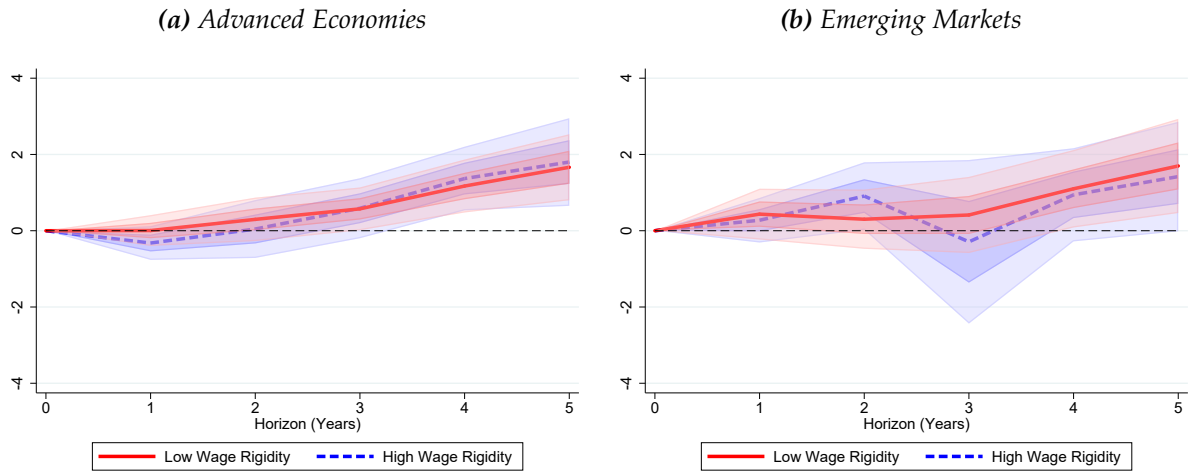 (a) Advanced Economies
4
2
0
-2
-4
0 1 2 3 4 5
Horizon (Years)
Low Wage Rigidity High Wage Rigidity
(b) Emerging Markets
4
2
0
-2
-4
0 1 2 3 4 5
Horizon (Years)
Low Wage Rigidity High Wage Rigidity